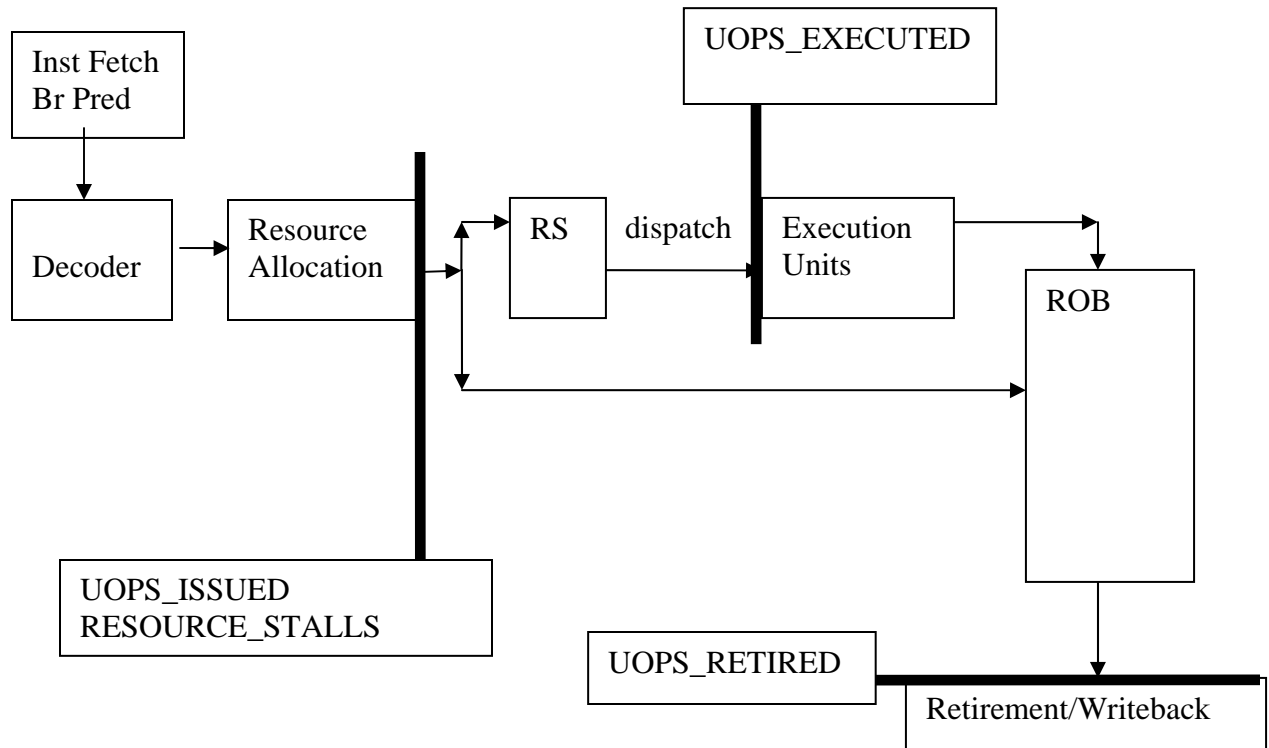 Inst Fetch
Br Pred
UOPS_EXECUTED
Decoder
Resource
Allocation
RS
dispatch
Execution
Units
ROB
UOPS_ISSUED
RESOURCE_STALLS
UOPS_RETIRED
Retirement/Writeback